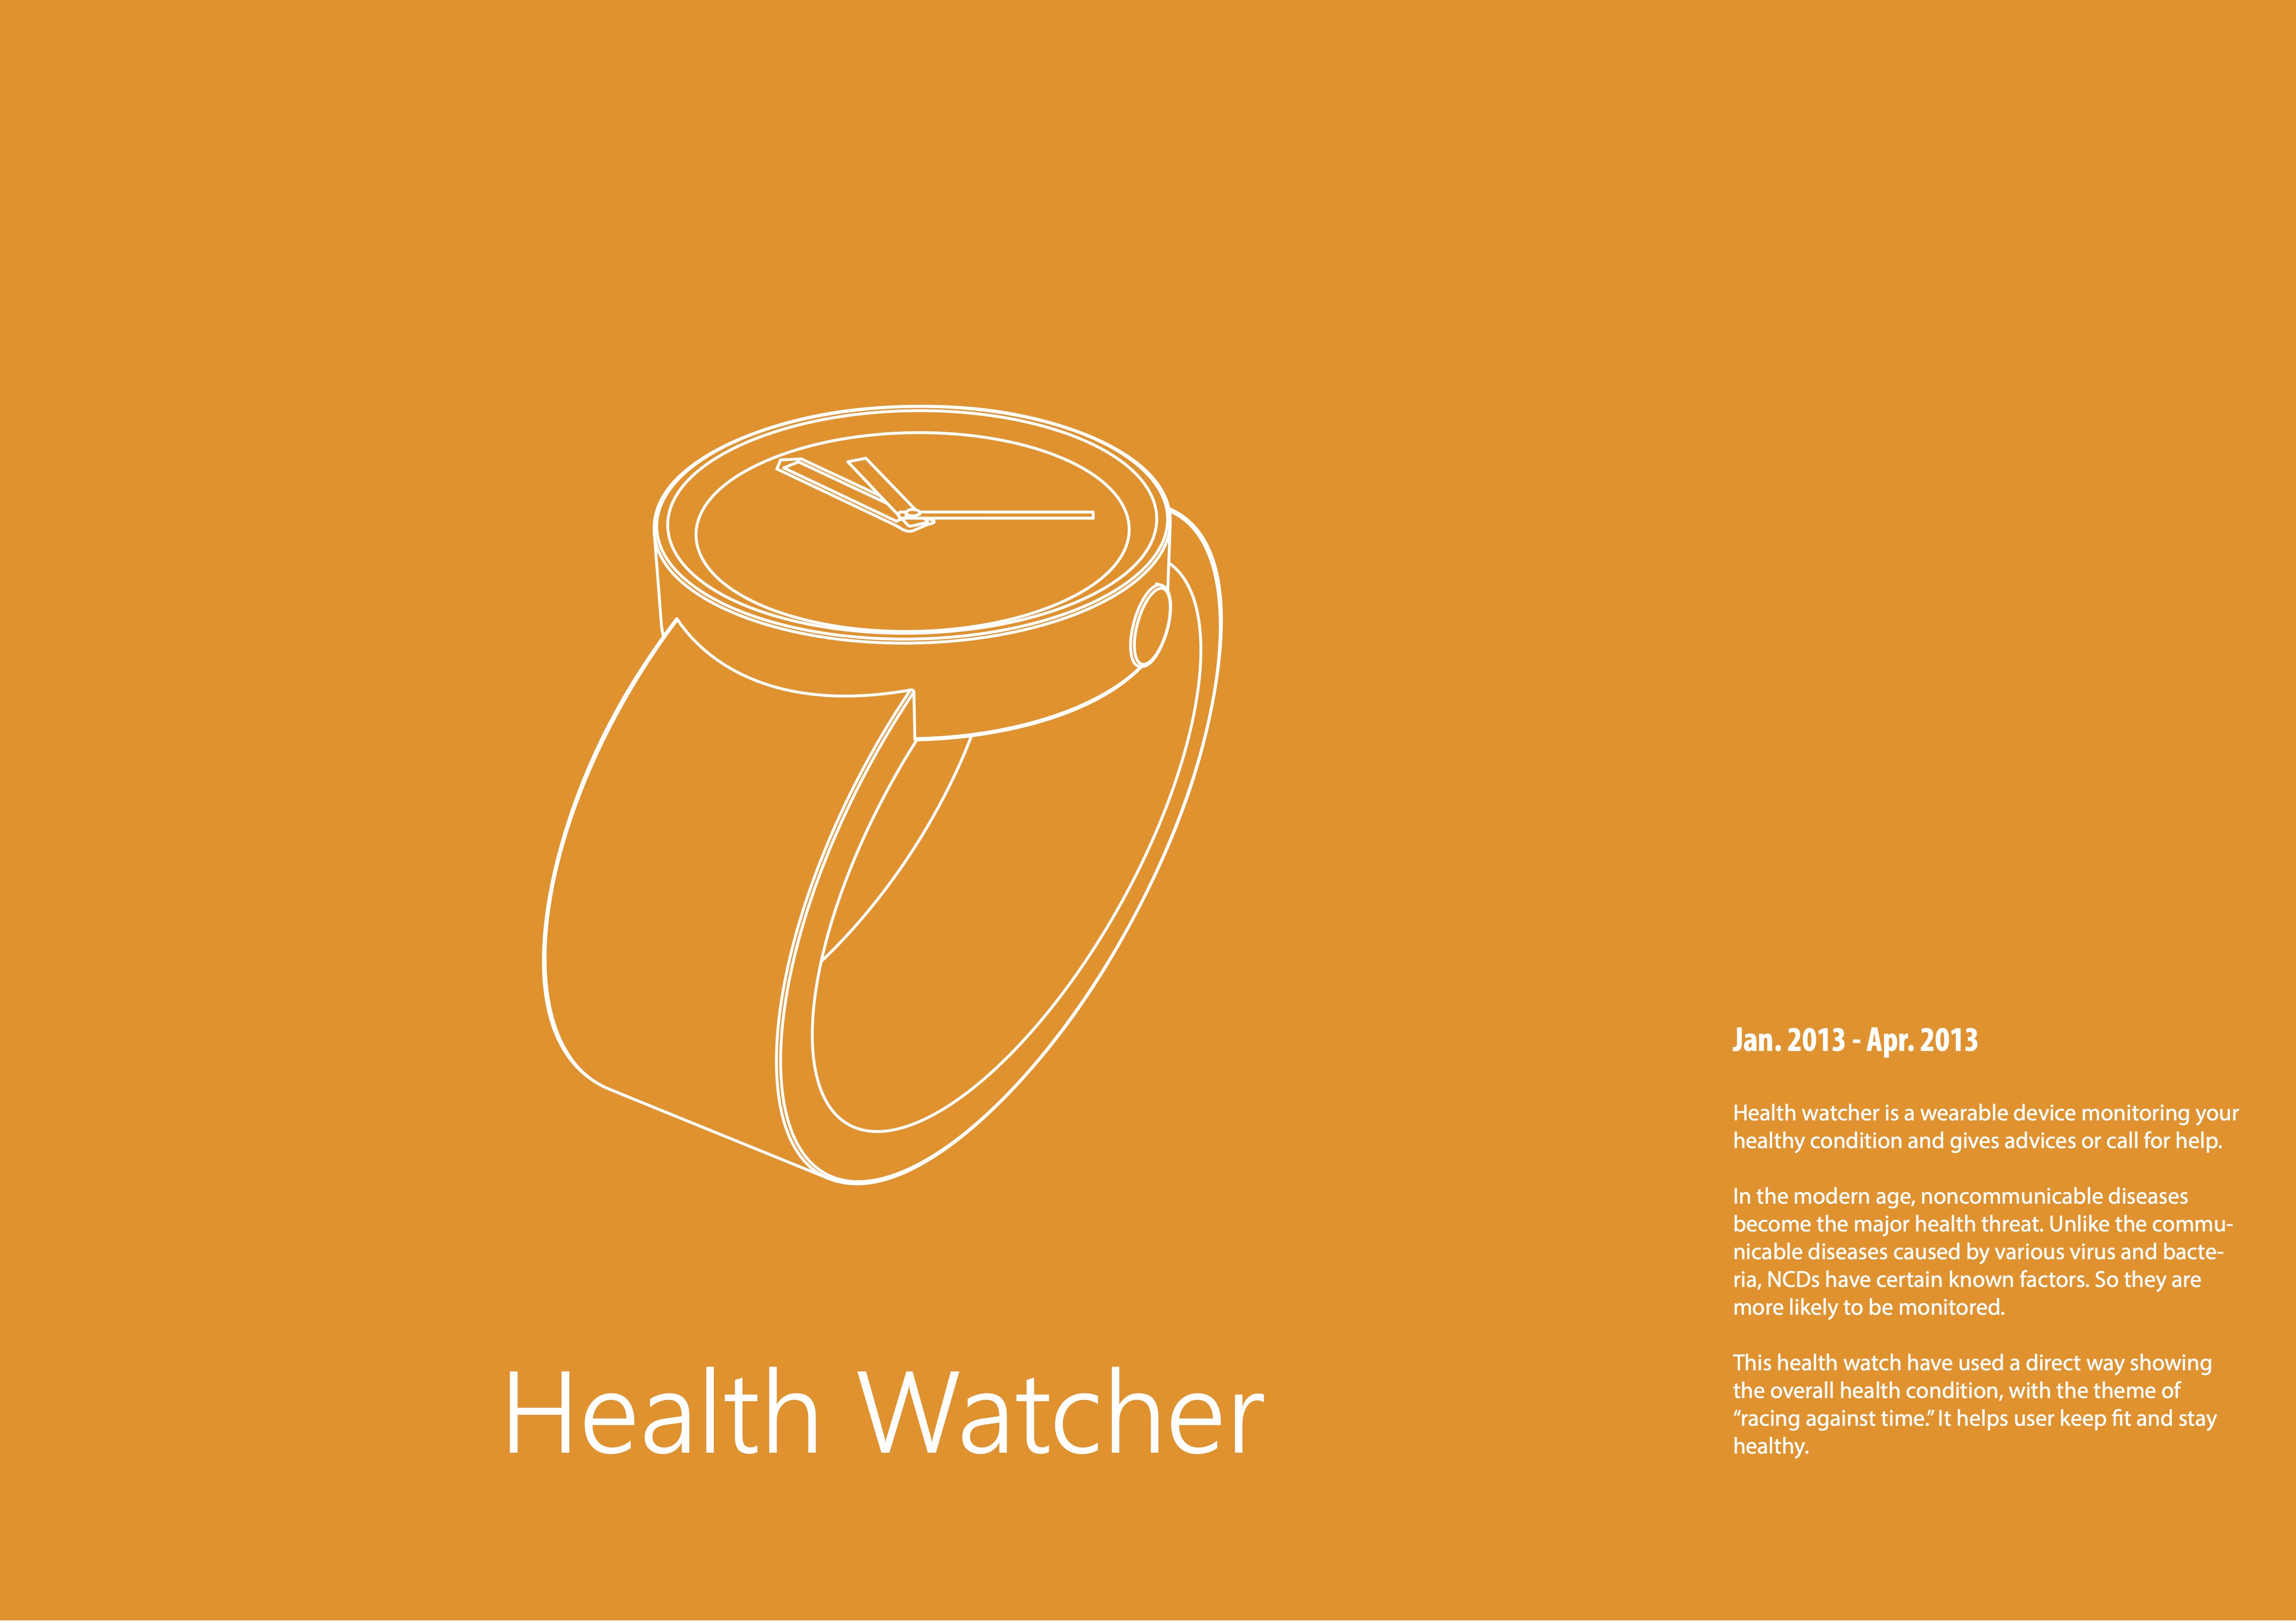 Health Watcher
Jan. 2013 - Apr. 2013
Health watcher is a wearable device monitoring your
healthy condition and gives advices or call for help.
In the modern age, noncommunicable diseases
become the major health threat. Unlike the commu-
nicable diseases caused by various virus and bacte-
ria, NCDs have certain known factors. So they are
more likely to be monitored.
This health watch have used a direct way showing
the overall health condition, with the theme of
“racing against time.” It helps user keep fit and stay
healthy.